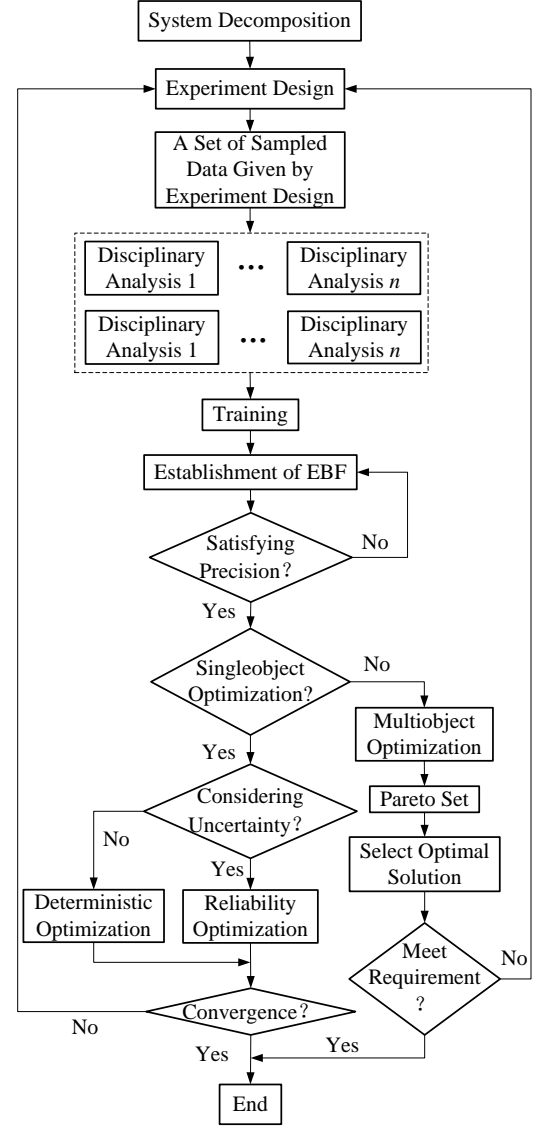 System Decomposition
Experiment Design
A Set of Sampled
Data Given by
Experiment Design
Disciplinary
Analysis 1
...
Disciplinary
Analysis n
Disciplinary
Analysis 1
...
Disciplinary
Analysis n
Training
Establishment of EBF
Satisfying
Precision?
No
Yes
Singleobject
Optimization?
No
Multiobject
Optimization
Yes
Pareto Set
Considering
Uncertainty?
No
Select Optimal
Solution
Yes
Deterministic
Optimization
Reliability
Optimization
Meet
Requirement
?
No
Convergence?
No
Yes
Yes
End